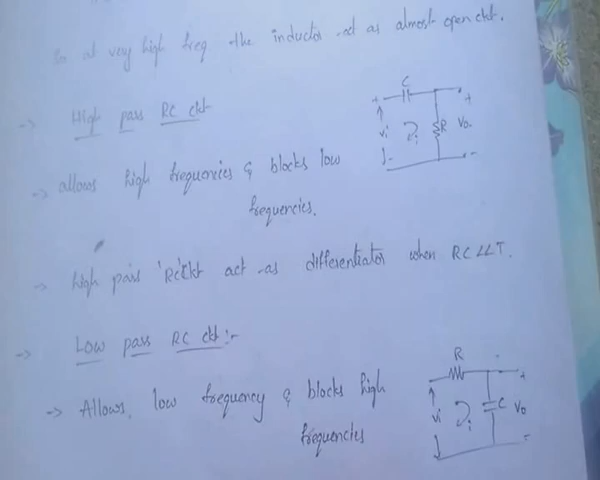 So at very high freq the inductor act as almost open ckt.
-> High pass RC ckt
C
+ +
Vi i R Vo
- -
-> allows high frequencies & blocks low
frequencies.
-> high pass 'RC'ckt act as differentiator when RC<<T.
-> Low pass RC ckt:-
R
+ +
Vi i C Vo
- -
-> Allows, low frequency & blocks high
frequencies